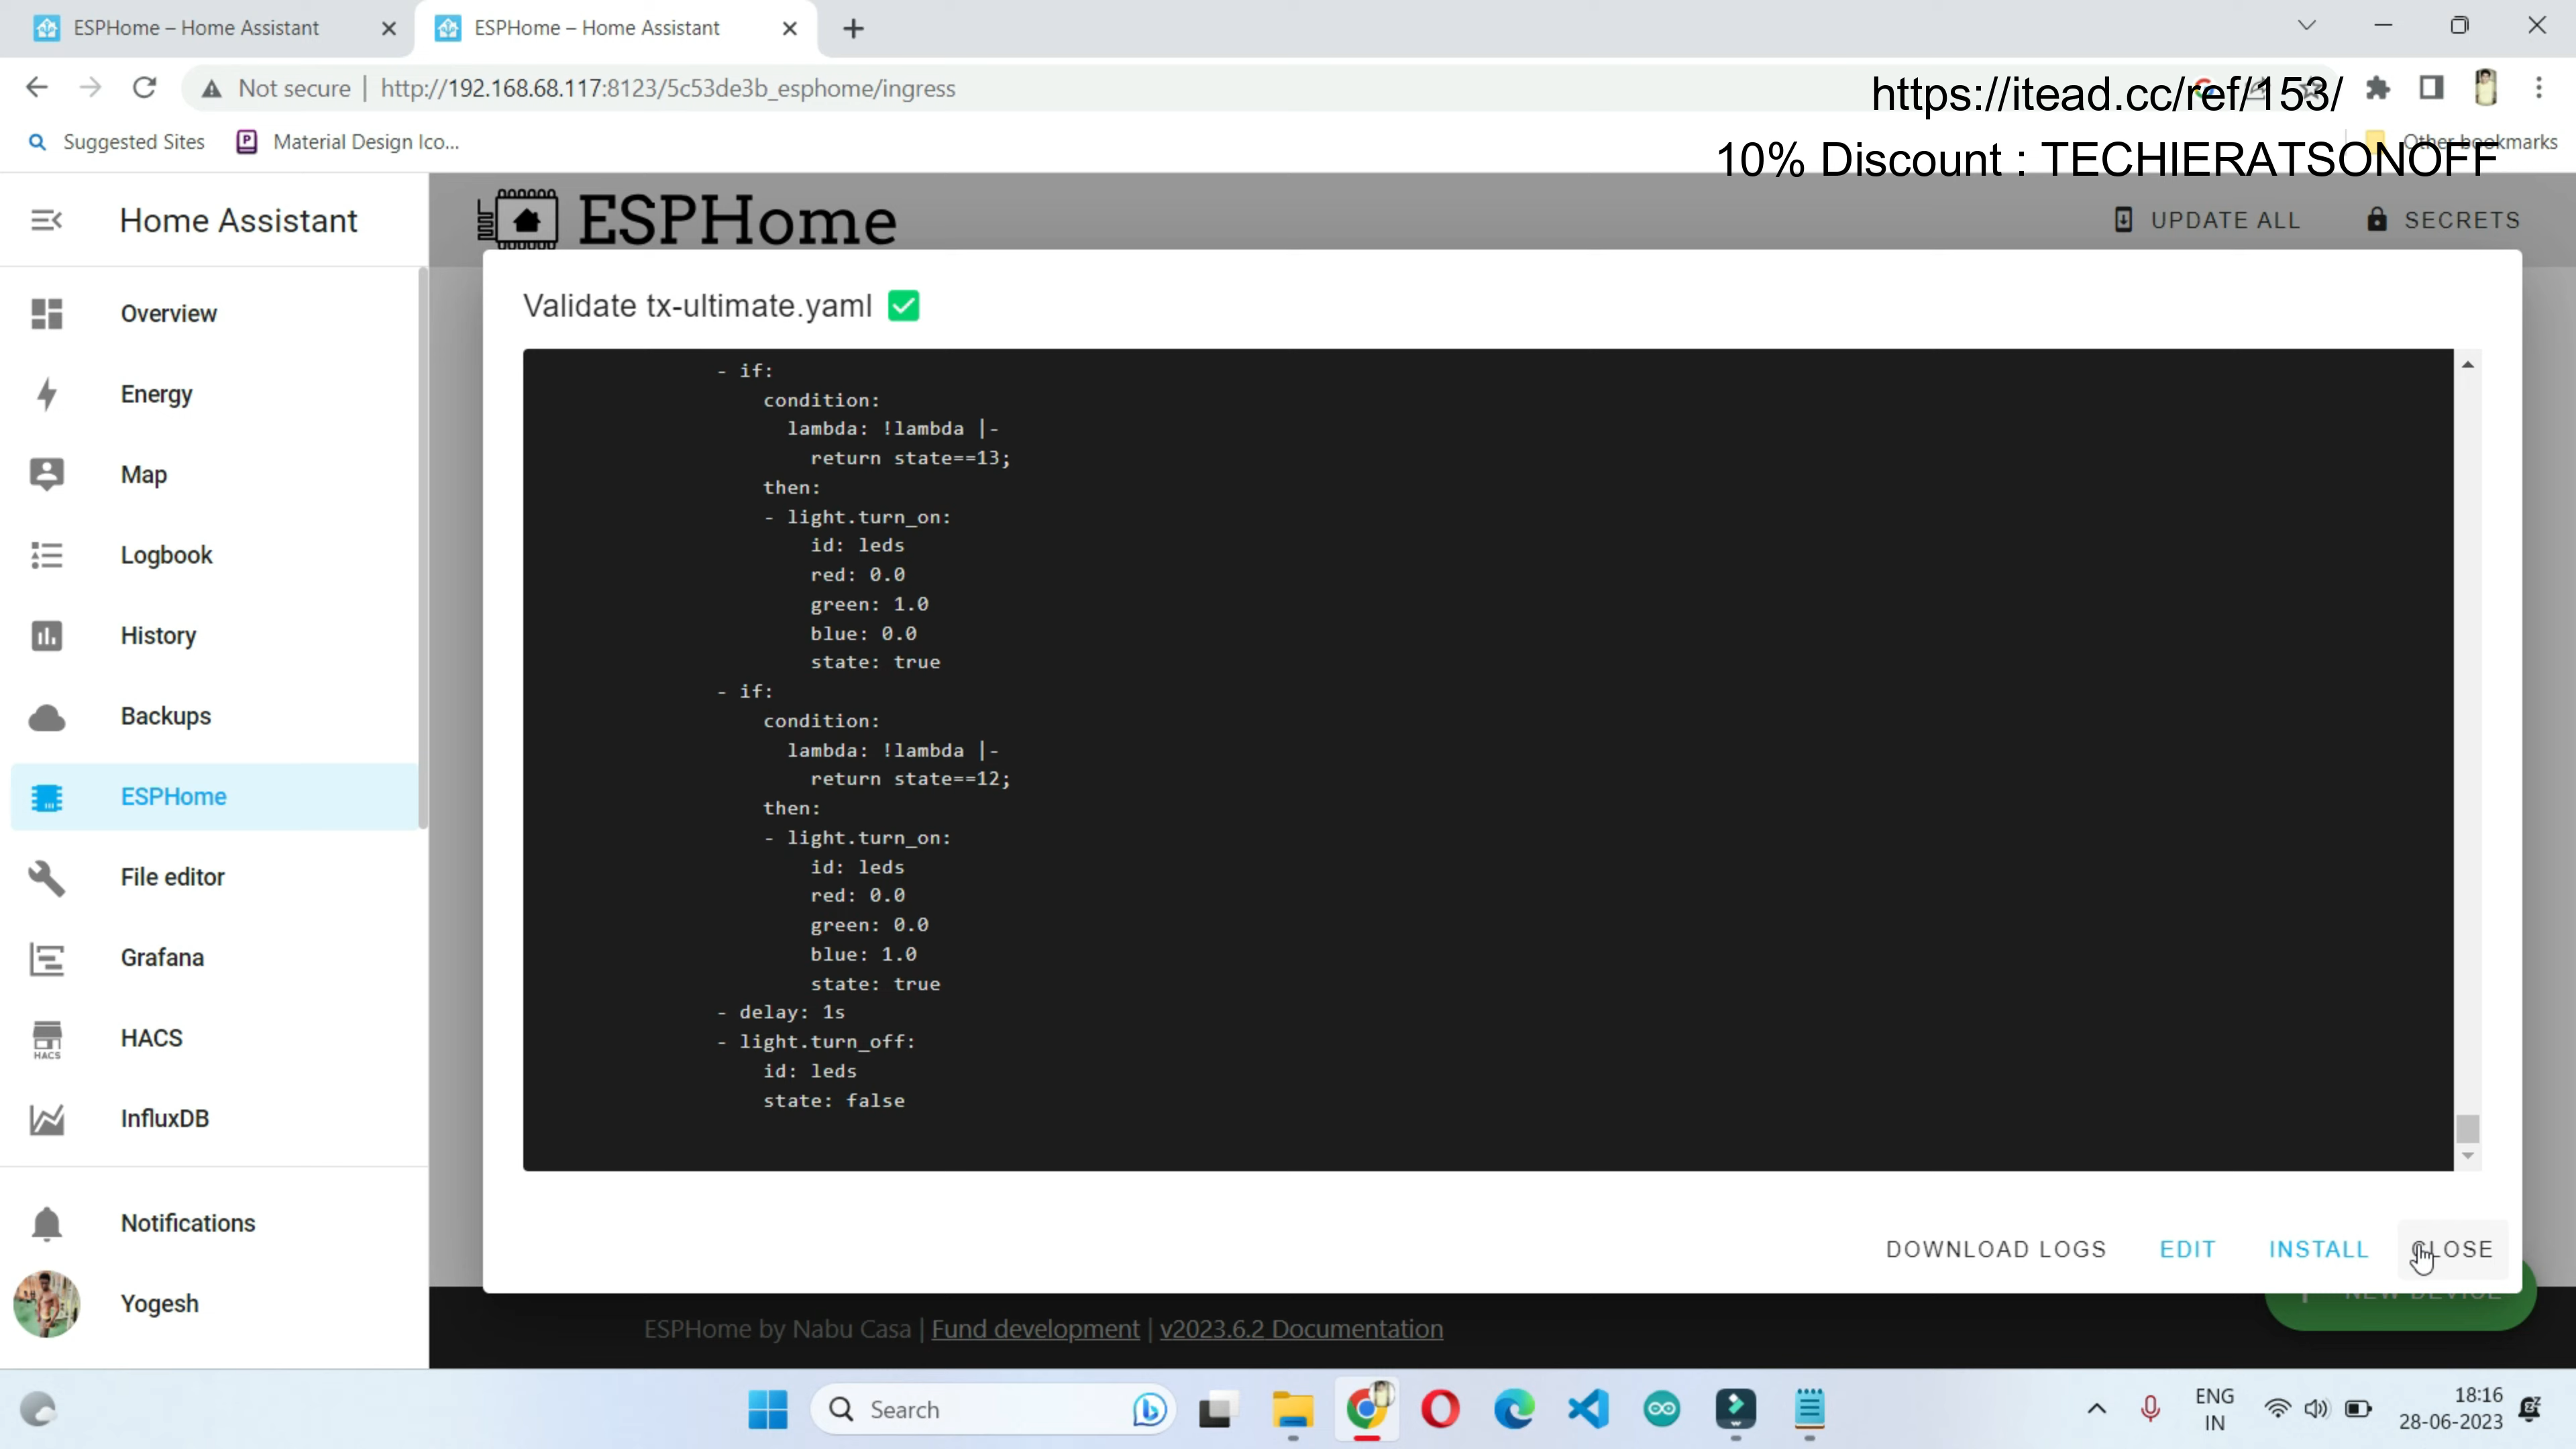 ESPHome – Home Assistant
ESPHome – Home Assistant
Not secure | http://192.168.68.117:8123/5c53de3b_esphome/ingress
https://itead.cc/ref/153/
Suggested Sites
Material Design Ico...
Other bookmarks
10% Discount : TECHIERATSONOFF
Home Assistant
ESPHome
UPDATE ALL
SECRETS
Overview
Energy
Map
Logbook
History
Backups
ESPHome
File editor
Grafana
HACS
HACS
InfluxDB
Notifications
Yogesh
Validate tx-ultimate.yaml
- if:
condition:
lambda: !lambda |-
return state==13;
then:
- light.turn_on:
id: leds
red: 0.0
green: 1.0
blue: 0.0
state: true
- if:
condition:
lambda: !lambda |-
return state==12;
then:
- light.turn_on:
id: leds
red: 0.0
green: 0.0
blue: 1.0
state: true
- delay: 1s
- light.turn_off:
id: leds
state: false
DOWNLOAD LOGS
EDIT
INSTALL
CLOSE
NEW DEVICE
ESPHome by Nabu Casa | Fund development | v2023.6.2 Documentation
Search
ENG
IN
18:16
28-06-2023